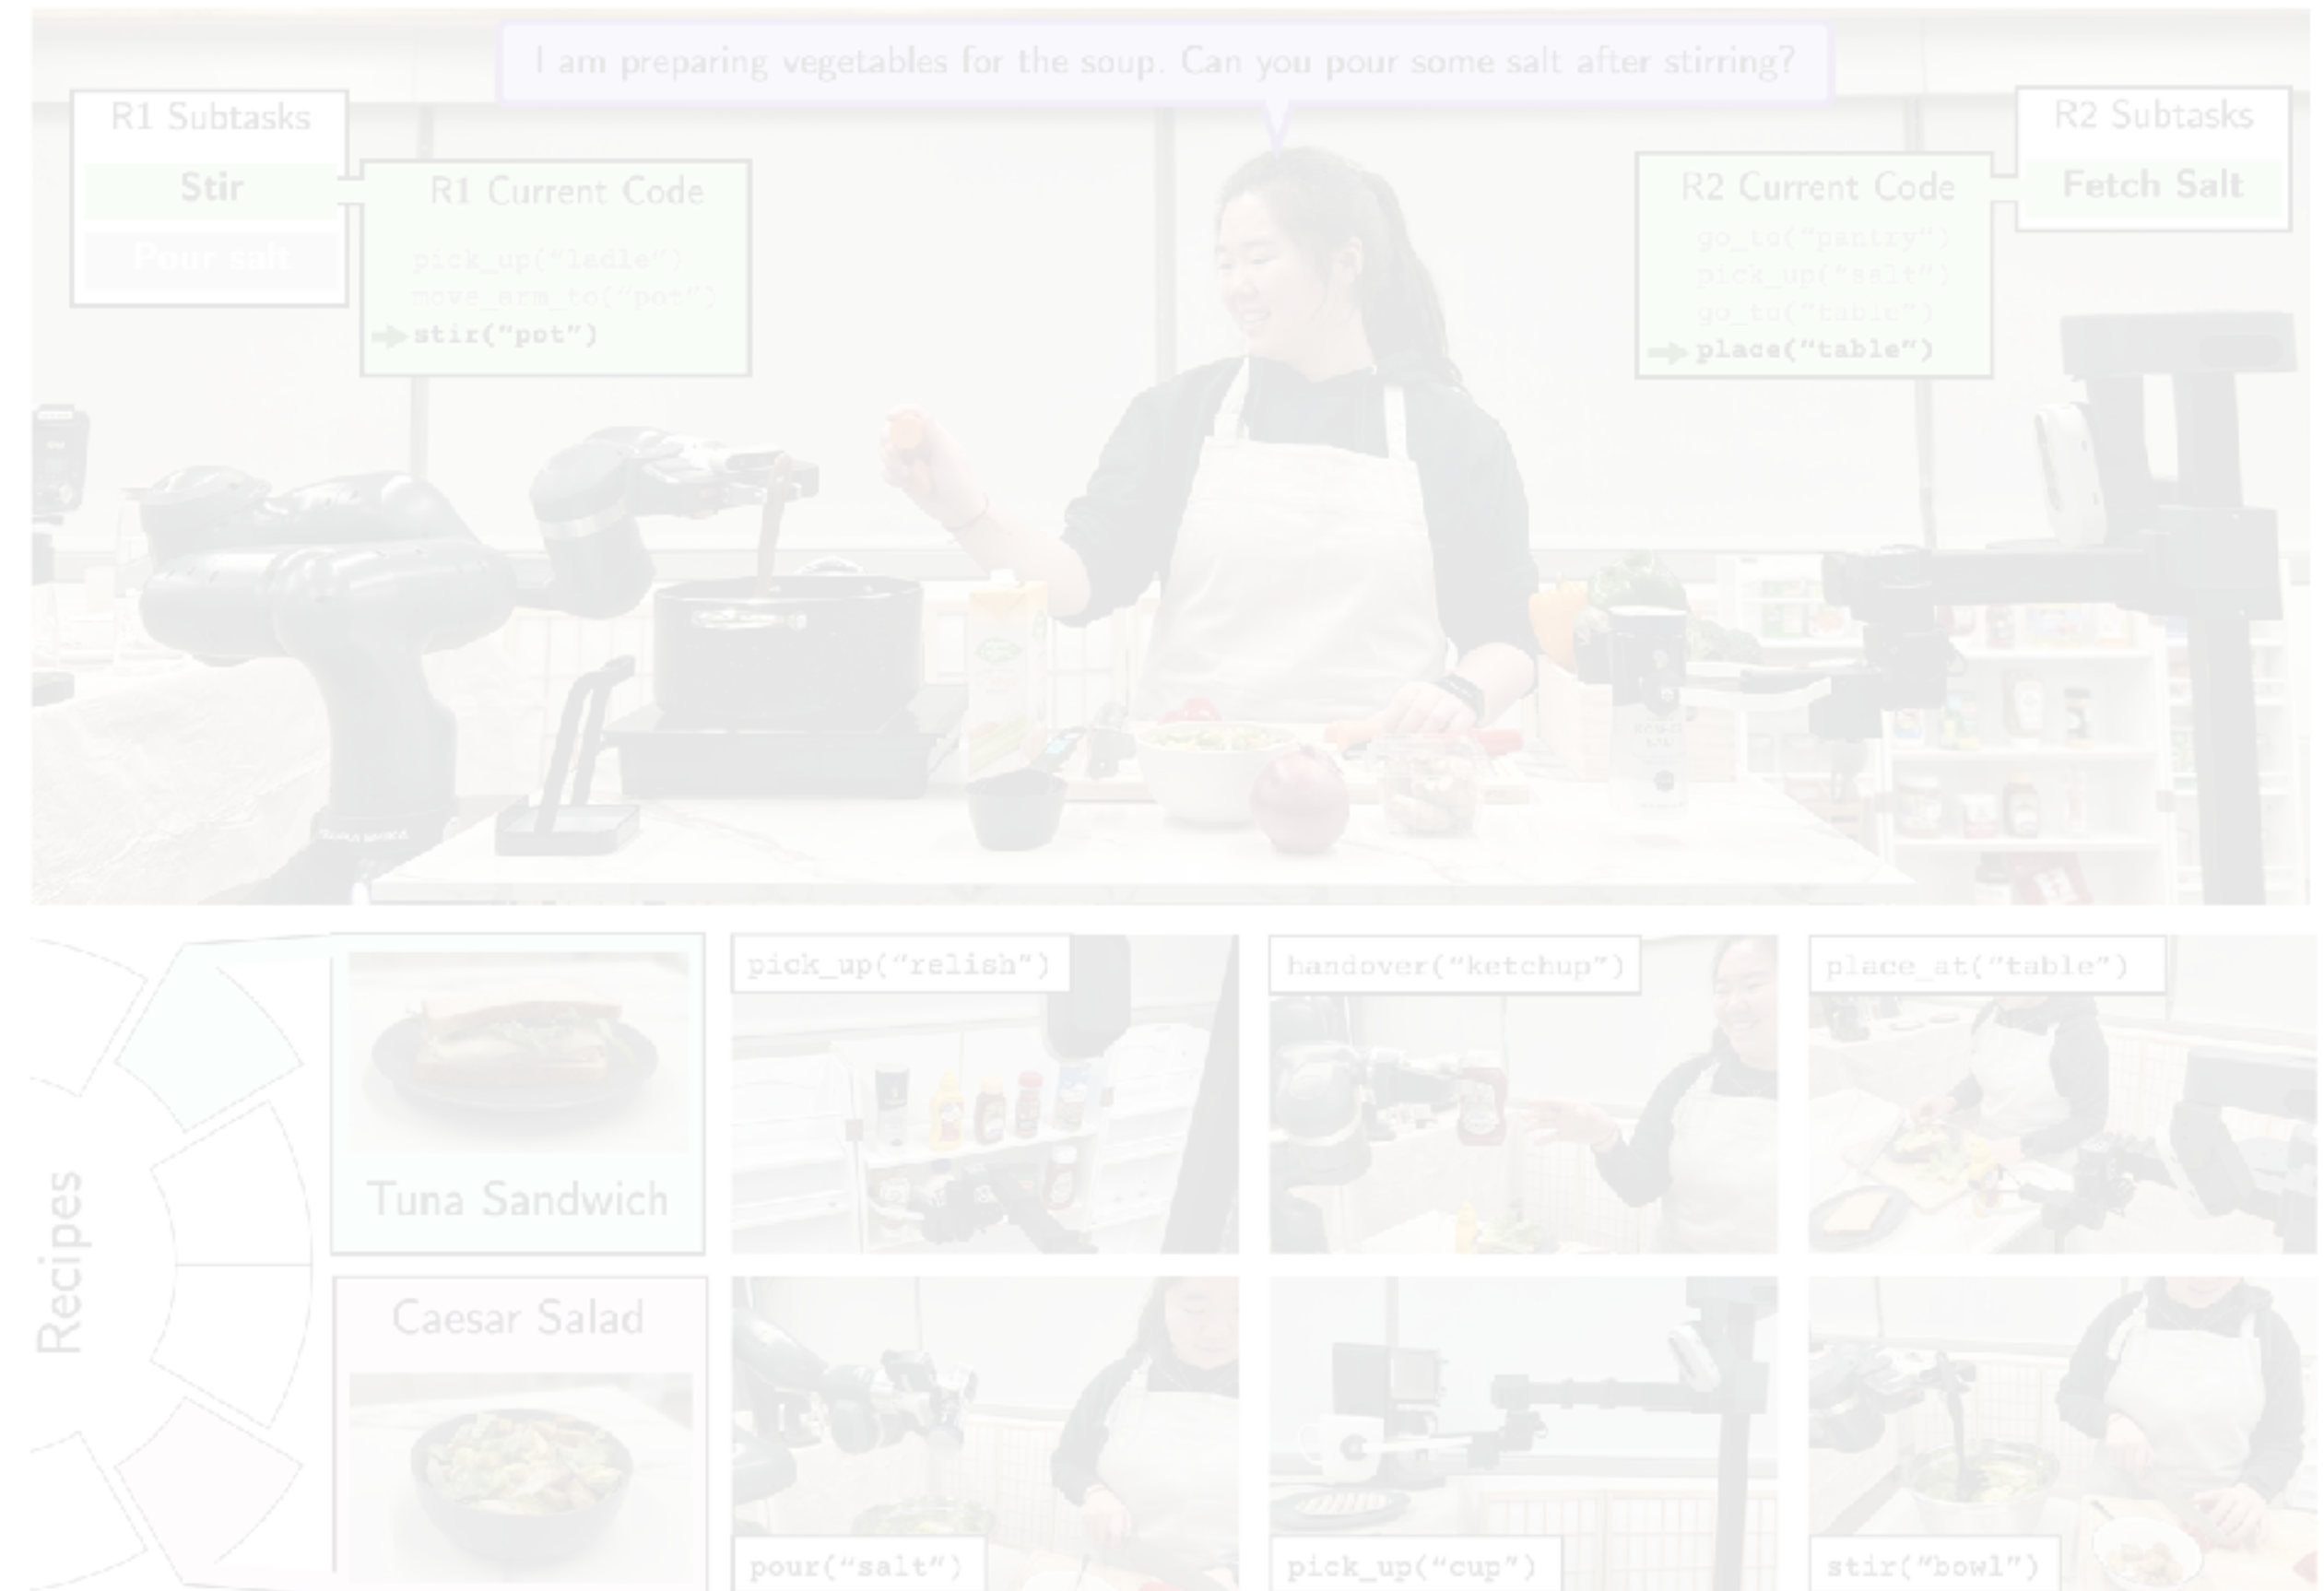 I am preparing vegetables for the soup. Can you pour some salt after stirring?
R1 Subtasks
Stir
Pour salt
R1 Current Code
pick_up("ladle")
move_arm_to("pot")
stir("pot")
R2 Subtasks
Fetch Salt
R2 Current Code
go_to("pantry")
pick_up("salt")
go_to("table")
place("table")
Recipes
Tuna Sandwich
pick_up("relish")
handover("ketchup")
place_at("table")
Caesar Salad
pour("salt")
pick_up("cup")
stir("bowl")